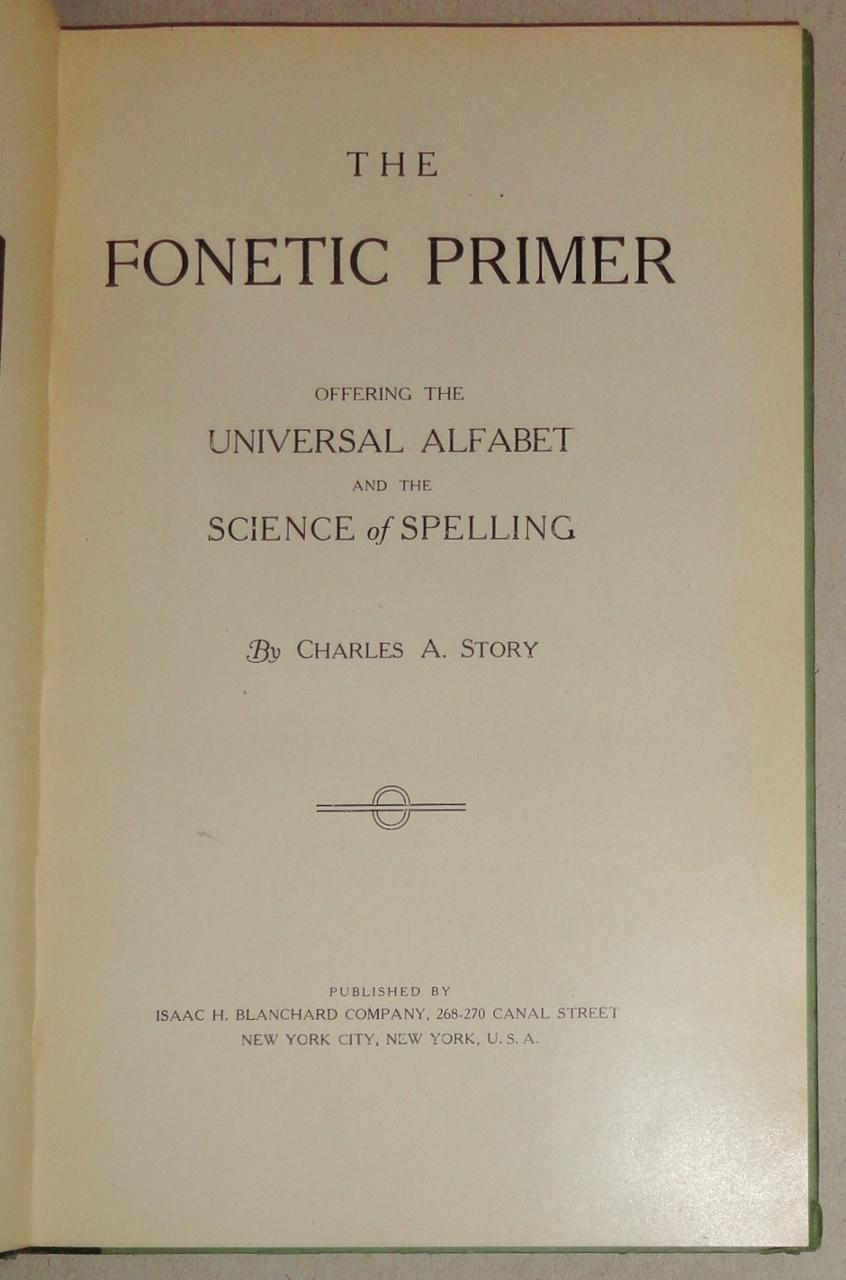 THE
FONETIC PRIMER
OFFERING THE
UNIVERSAL ALFABET
AND THE
SCIENCE of SPELLING
By CHARLES A. STORY
PUBLISHED BY
ISAAC H. BLANCHARD COMPANY, 268-270 CANAL STREET
NEW YORK CITY, NEW YORK, U. S. A.